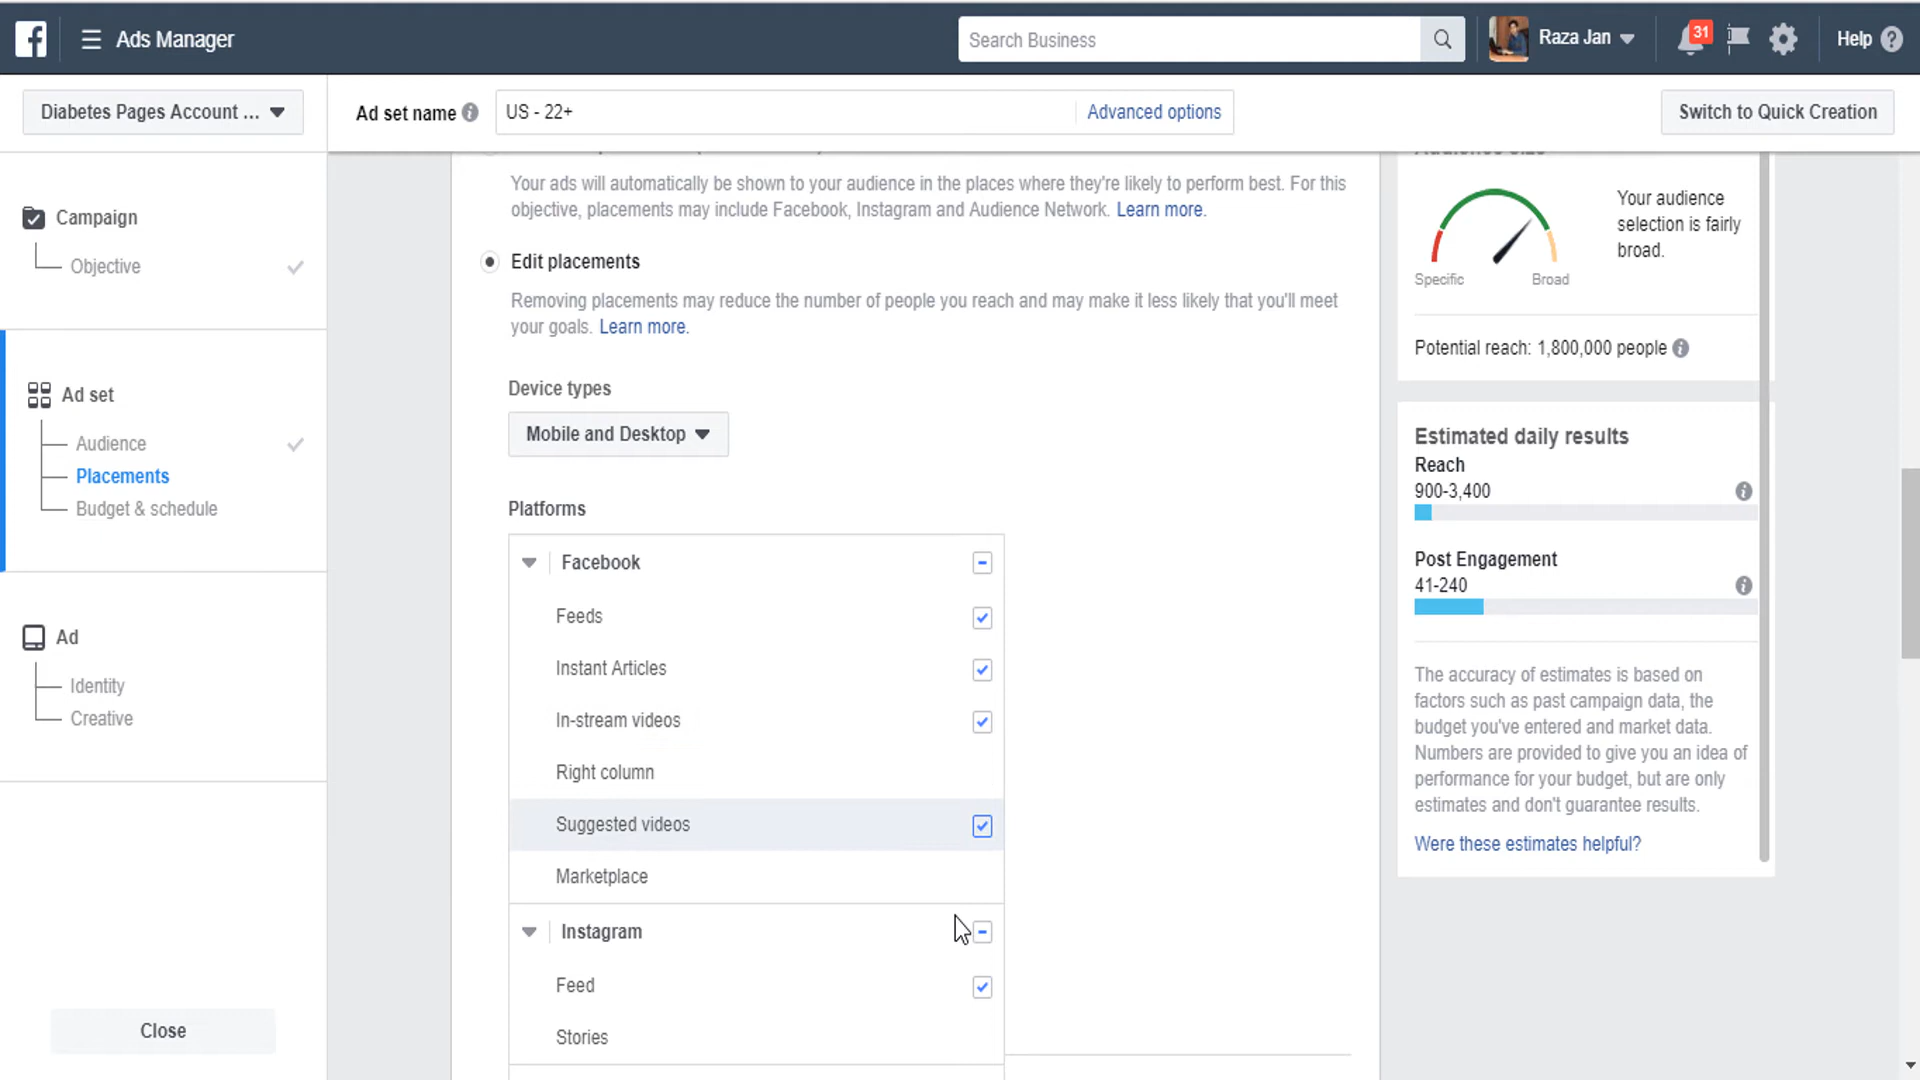 Ads Manager
Search Business
Raza Jan
31
Help
Diabetes Pages Account ...
Ad set name
US - 22+
Advanced options
Switch to Quick Creation
Campaign
Objective
Ad set
Audience
Placements
Budget & schedule
Ad
Identity
Creative
Close
Your ads will automatically be shown to your audience in the places where they're likely to perform best. For this
objective, placements may include Facebook, Instagram and Audience Network. Learn more.
Edit placements
Removing placements may reduce the number of people you reach and may make it less likely that you'll meet
your goals. Learn more.
Device types
Mobile and Desktop
Platforms
Facebook
Feeds
Instant Articles
In-stream videos
Right column
Suggested videos
Marketplace
Instagram
Feed
Stories
Your audience
selection is fairly
broad.
Specific
Broad
Potential reach: 1,800,000 people
Estimated daily results
Reach
900-3,400
Post Engagement
41-240
The accuracy of estimates is based on
factors such as past campaign data, the
budget you've entered and market data.
Numbers are provided to give you an idea of
performance for your budget, but are only
estimates and don't guarantee results.
Were these estimates helpful?